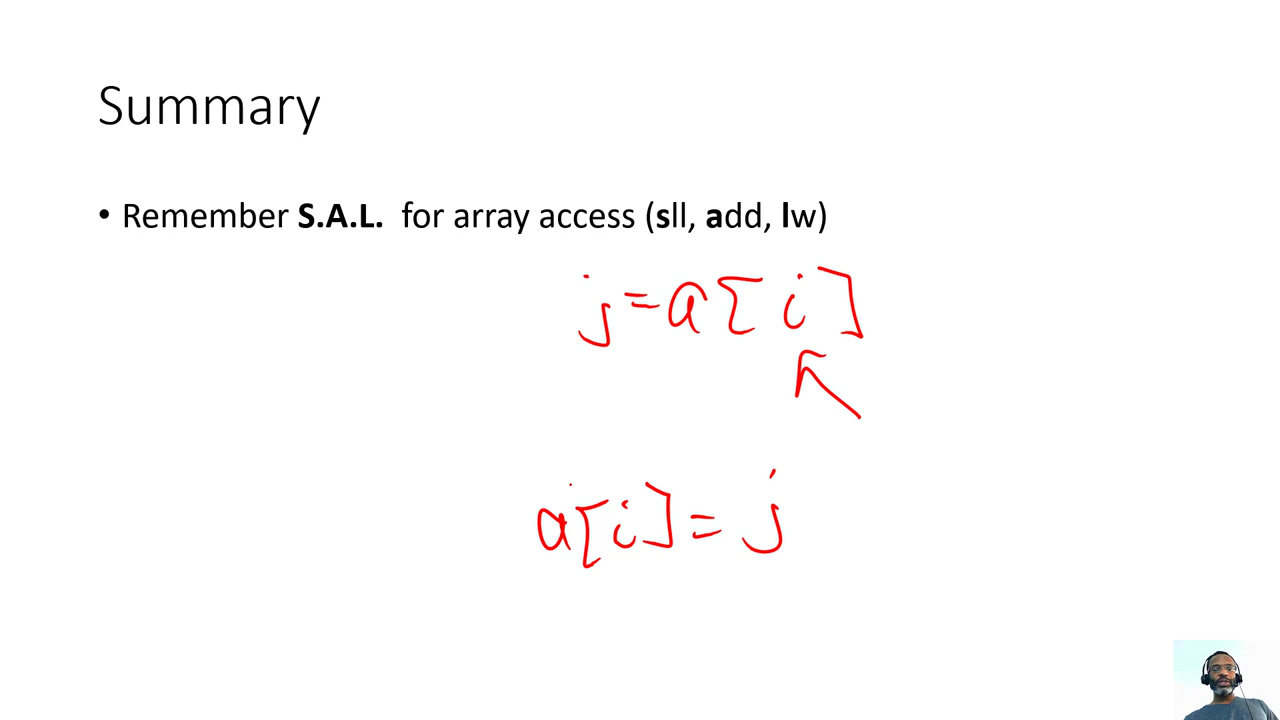 Summary
• Remember S.A.L. for array access (sll, add, lw)
j=a[i]
a[i]=j